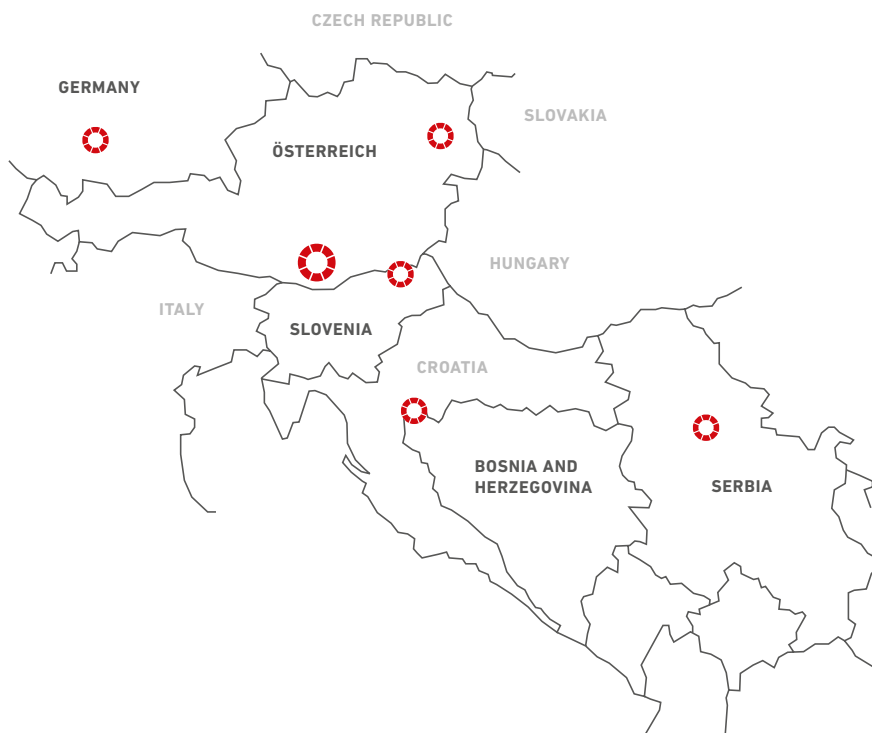 CZECH REPUBLIC
GERMANY
SLOVAKIA
ÖSTERREICH
HUNGARY
ITALY
SLOVENIA
CROATIA
BOSNIA AND
HERZEGOVINA
SERBIA